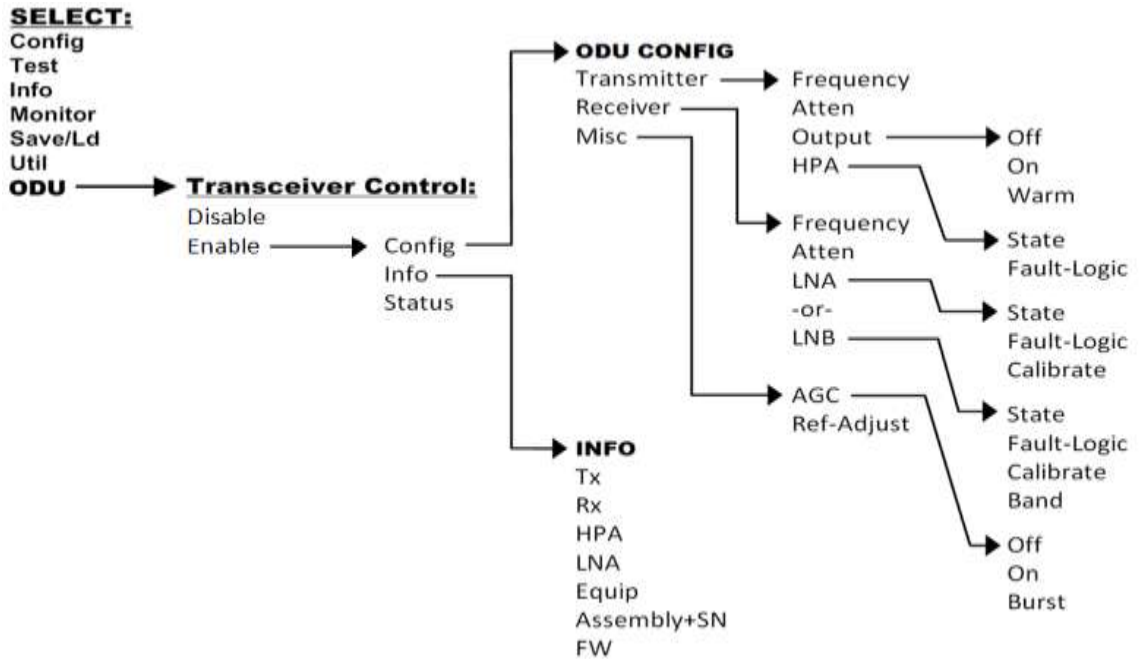 SELECT:
Config
Test
Info
Monitor
Save/Ld
Util
ODU
Transceiver Control:
Disable
Enable
Config
Info
Status
ODU CONFIG
Transmitter
Receiver
Misc
Frequency
Atten
Output
HPA
Off
On
Warm
State
Fault-Logic
Frequency
Atten
LNA
-or-
LNB
State
Fault-Logic
Calibrate
State
Fault-Logic
Calibrate
Band
AGC
Ref-Adjust
Off
On
Burst
INFO
Tx
Rx
HPA
LNA
Equip
Assembly+SN
FW